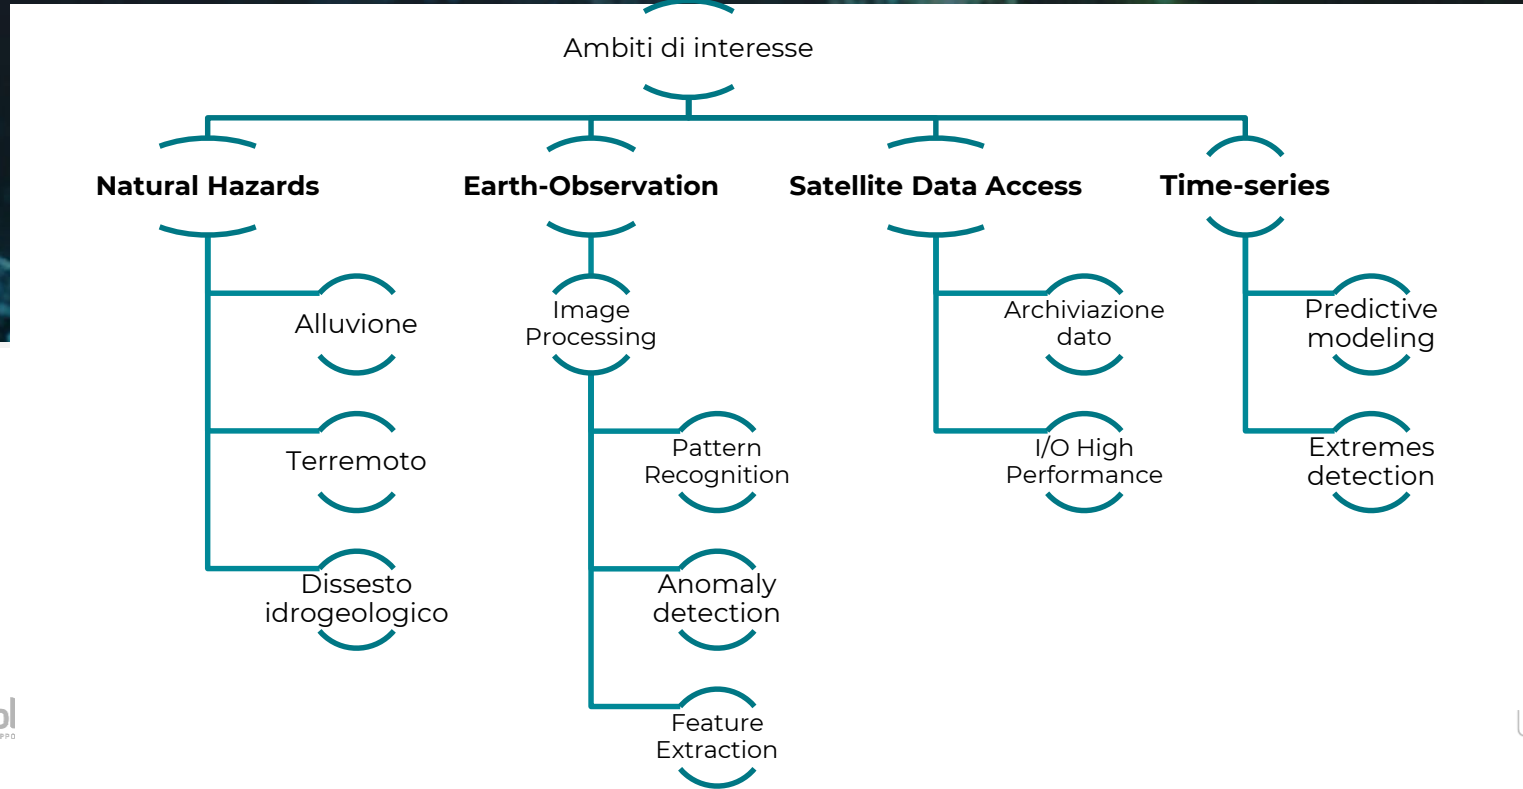 Ambiti di interesse
Natural Hazards
Earth-Observation
Satellite Data Access
Time-series
Alluvione
Terremoto
Dissesto
idrogeologico
Image
Processing
Pattern
Recognition
Anomaly
detection
Feature
Extraction
Archiviazione
dato
I/O High
Performance
Predictive
modeling
Extremes
detection